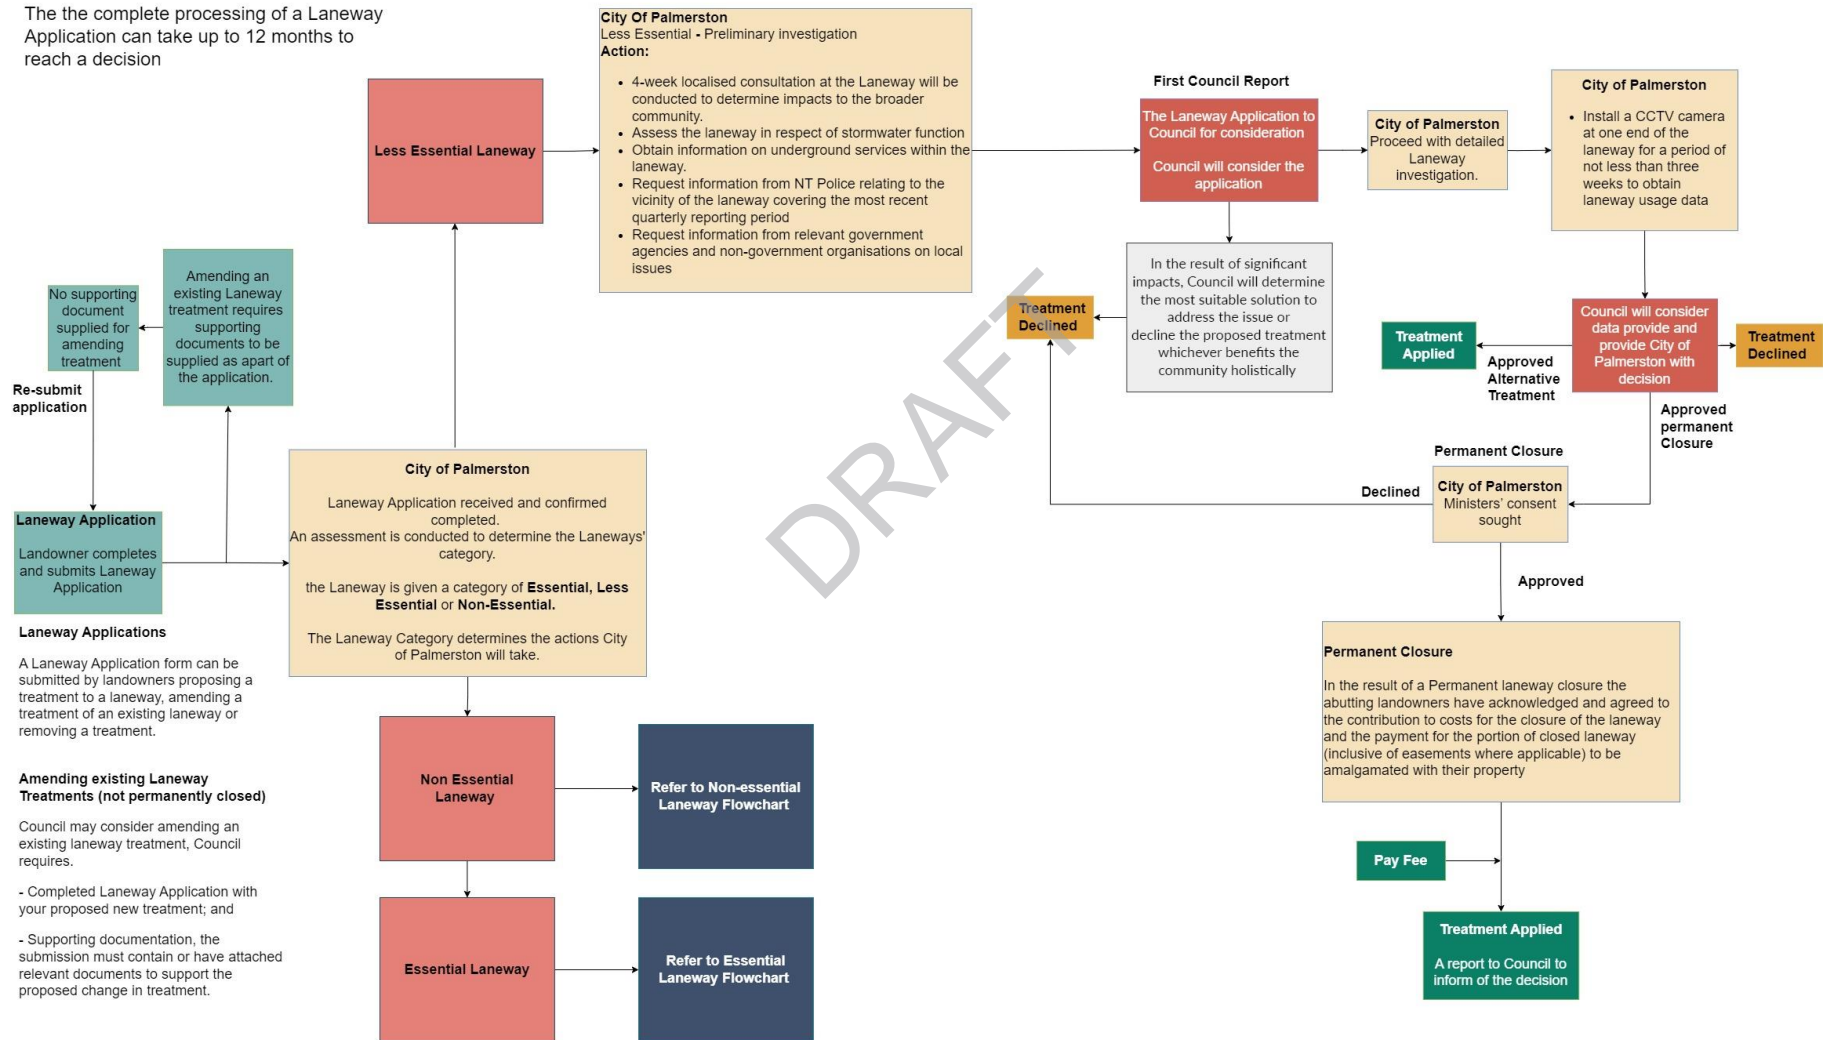 The the complete processing of a Laneway
Application can take up to 12 months to
reach a decision
City Of Palmerston
Less Essential - Preliminary investigation
Action:
• 4-week localised consultation at the Laneway will be
conducted to determine impacts to the broader
community.
• Assess the laneway in respect of stormwater function
• Obtain information on underground services within the
laneway.
• Request information from NT Police relating to the
vicinity of the laneway covering the most recent
quarterly reporting period
• Request information from relevant government
agencies and non-government organisations on local
issues
Less Essential Laneway
First Council Report
The Laneway Application to
Council for consideration
Council will consider the
application
City of Palmerston
Proceed with detailed
Laneway
investigation.
City of Palmerston
• Install a CCTV camera
at one end of the
laneway for a period of
not less than three
weeks to obtain
laneway usage data
In the result of significant
impacts, Council will determine
the most suitable solution to
address the issue or
decline the proposed treatment
whichever benefits the
community holistically
Treatment
Declined
Council will consider
data provide and
provide City of
Palmerston with
decision
Treatment
Applied
Approved
Alternative
Treatment
Treatment
Declined
Approved
permanent
Closure
Permanent Closure
City of Palmerston
Ministers' consent
sought
Declined
Approved
Permanent Closure
In the result of a Permanent laneway closure the
abutting landowners have acknowledged and agreed to
the contribution to costs for the closure of the laneway
and the payment for the portion of closed laneway
(inclusive of easements where applicable) to be
amalgamated with their property
Pay Fee
Treatment Applied
A report to Council to
inform of the decision
Amending an
existing Laneway
treatment requires
supporting
documents to be
supplied as apart of
the application.
No supporting
document
supplied for
amending
treatment
Re-submit
application
Laneway Application
Landowner completes
and submits Laneway
Application
City of Palmerston
Laneway Application received and confirmed
completed.
An assessment is conducted to determine the Laneways'
category.
the Laneway is given a category of Essential, Less
Essential or Non-Essential.
The Laneway Category determines the actions City
of Palmerston will take.
Non Essential
Laneway
Refer to Non-essential
Laneway Flowchart
Essential Laneway
Refer to Essential
Laneway Flowchart
Laneway Applications
A Laneway Application form can be
submitted by landowners proposing a
treatment to a laneway, amending a
treatment of an existing laneway or
removing a treatment.
Amending existing Laneway
Treatments (not permanently closed)
Council may consider amending an
existing laneway treatment, Council
requires.
- Completed Laneway Application with
your proposed new treatment; and
- Supporting documentation, the
submission must contain or have attached
relevant documents to support the
proposed change in treatment.
DRAFT